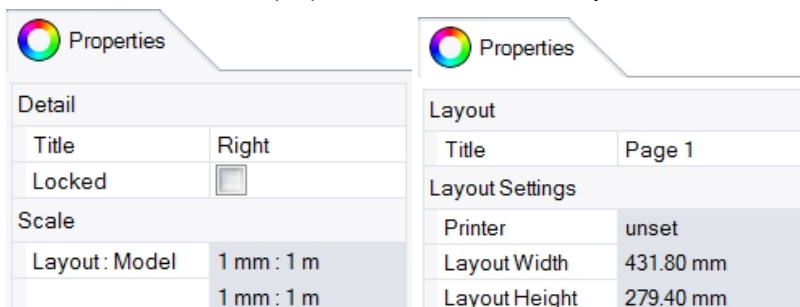 Properties
Detail
Title Right
Locked
Scale
Layout : Model 1 mm : 1 m
1 mm : 1 m
Properties
Layout
Title Page 1
Layout Settings
Printer unset
Layout Width 431.80 mm
Layout Height 279.40 mm